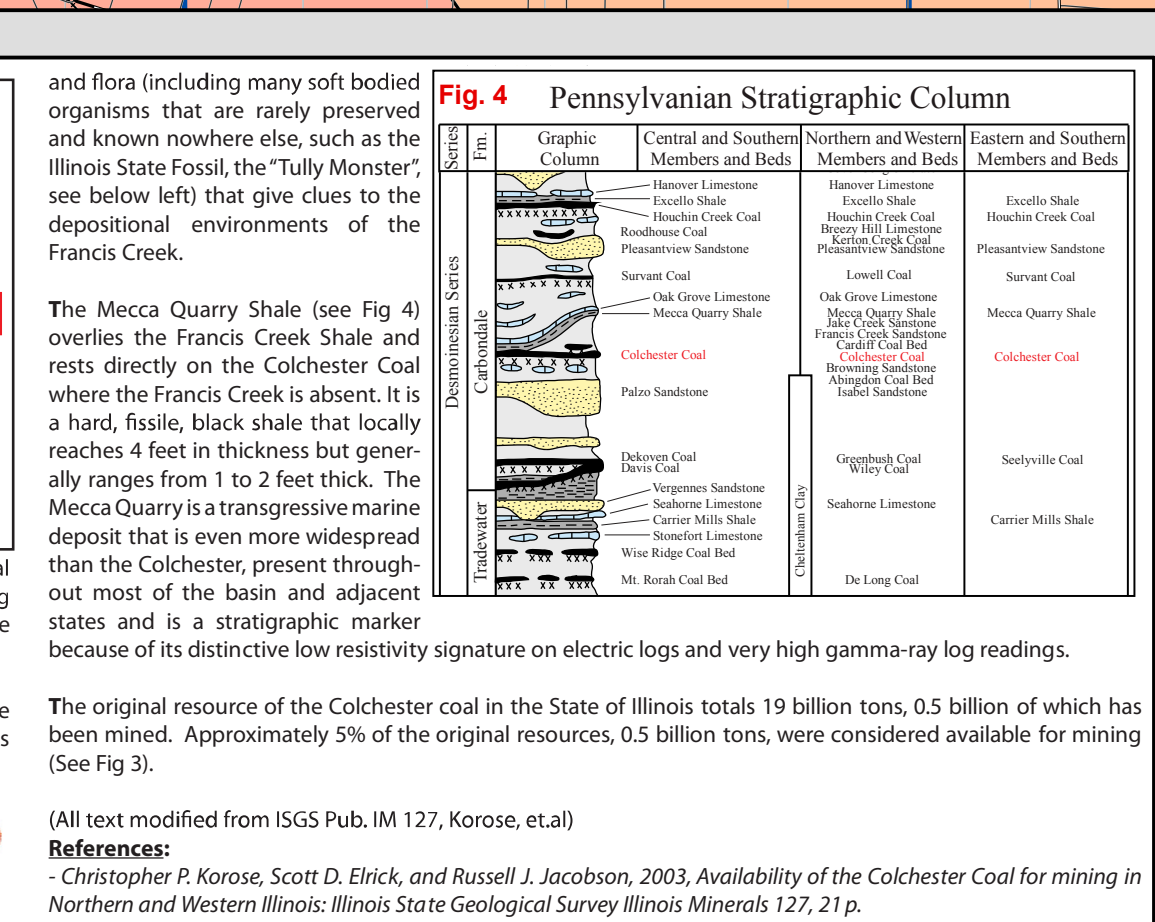 and flora (including many soft bodied
organisms that are rarely preserved
and known nowhere else, such as the
Illinois State Fossil, the “Tully Monster”,
see below left) that give clues to the
depositional environments of the
Francis Creek.
The Mecca Quarry Shale (see Fig 4)
overlies the Francis Creek Shale and
rests directly on the Colchester Coal
where the Francis Creek is absent. It is
a hard, fissile, black shale that locally
reaches 4 feet in thickness but gener-
ally ranges from 1 to 2 feet thick. The
Mecca Quarry is a transgressive marine
deposit that is even more widespread
than the Colchester, present through-
out most of the basin and adjacent
states and is a stratigraphic marker
because of its distinctive low resistivity signature on electric logs and very high gamma-ray log readings.
The original resource of the Colchester coal in the State of Illinois totals 19 billion tons, 0.5 billion of which has
been mined. Approximately 5% of the original resources, 0.5 billion tons, were considered available for mining
(See Fig 3).
(All text modified from ISGS Pub. IM 127, Korose, et.al)
References:
- Christopher P. Korose, Scott D. Elrick, and Russell J. Jacobson, 2003, Availability of the Colchester Coal for mining in
Northern and Western Illinois: Illinois State Geological Survey Illinois Minerals 127, 21 p.
Fig. 4 Pennsylvanian Stratigraphic Column
Series
Fm.
Graphic
Column
Central and Southern
Members and Beds
Northern and Western
Members and Beds
Eastern and Southern
Members and Beds
Desmoinesian Series
Carbondale
Tradewater
Hanover Limestone
Excello Shale
Houchin Creek Coal
Roodhouse Coal
Pleasantview Sandstone
Survant Coal
Oak Grove Limestone
Mecca Quarry Shale
Colchester Coal
Palzo Sandstone
Dekoven Coal
Davis Coal
Vergennes Sandstone
Seahorne Limestone
Carrier Mills Shale
Stonefort Limestone
Wise Ridge Coal Bed
Mt. Rorah Coal Bed
Cheltenham Clay
Hanover Limestone
Excello Shale
Houchin Creek Coal
Breezy Hill Limestone
Kerton Creek Coal
Pleasantview Sandstone
Lowell Coal
Oak Grove Limestone
Mecca Quarry Shale
Jake Creek Sanstone
Francis Creek Sandstone
Cardiff Coal Bed
Colchester Coal
Browning Sandstone
Abingdon Coal Bed
Isabel Sandstone
Greenbush Coal
Wiley Coal
Seahorne Limestone
De Long Coal
Excello Shale
Houchin Creek Coal
Pleasantview Sandstone
Survant Coal
Mecca Quarry Shale
Colchester Coal
Seelyville Coal
Carrier Mills Shale